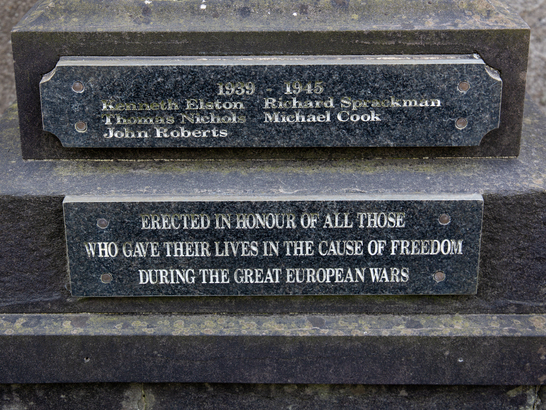 1939 - 1945
Kenneth Elston Richard Sprackman
Thomas Nichols Michael Cook
John Roberts
ERECTED IN HONOUR OF ALL THOSE
WHO GAVE THEIR LIVES IN THE CAUSE OF FREEDOM
DURING THE GREAT EUROPEAN WARS